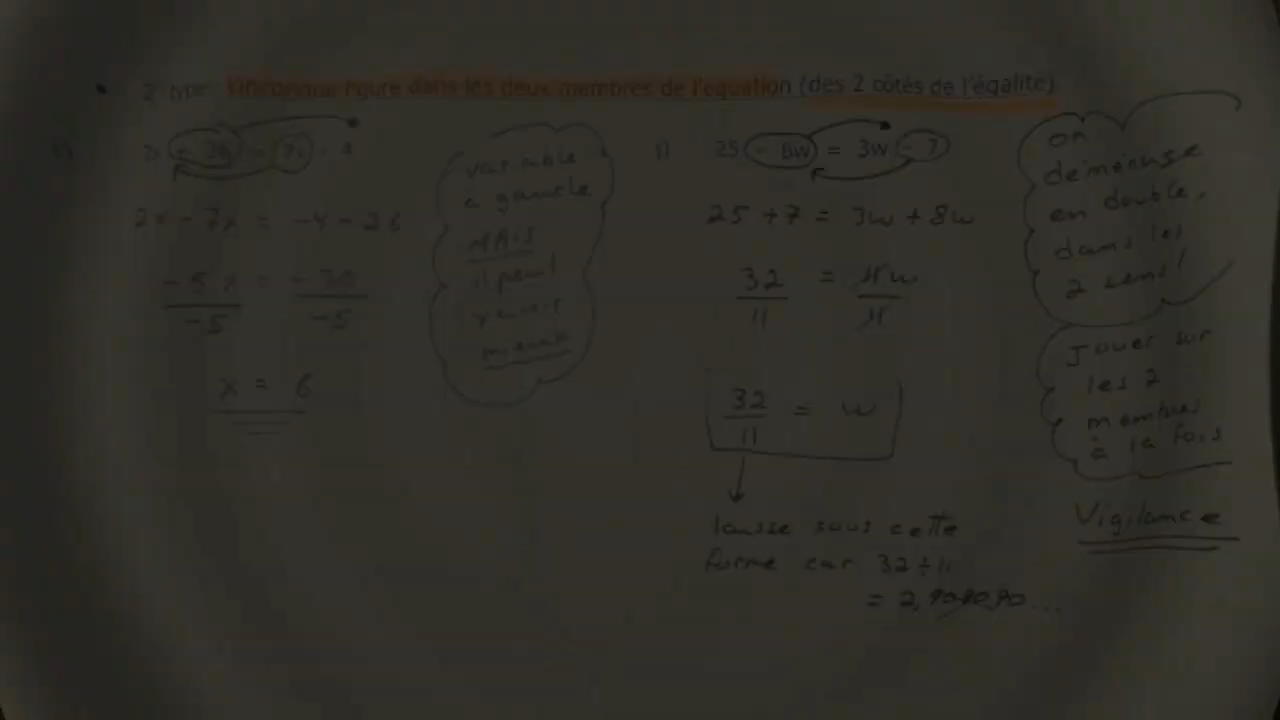 l'inconnue figure dans les deux membres de l'équation (des 2 côtés de l'égalité)
2x - 7x = -4 - 26
-5x = -30
-5 -5
x = 6
variable
à gauche
MAIS
il peut
mieux
25 - 8w = 3w - 7
25 + 7 = 3w + 8w
32 = 11w
11 11
32 = w
11
laisse sous cette
forme car 32 ÷ 11
= 2,909090...
on
déménage
en double,
dans les
2 sens!
Jouer sur
les 2
membres
à la fois
Vigilance